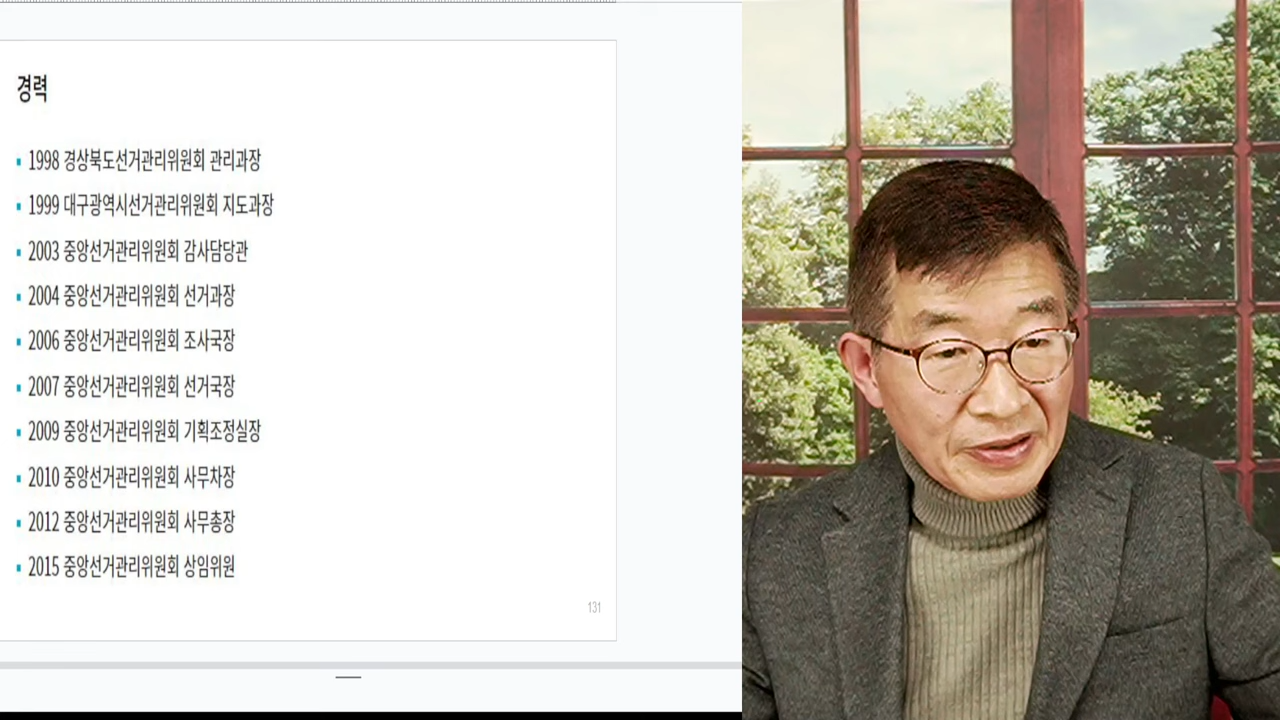 경력
1998 경상북도선거관리위원회 관리과장
1999 대구광역시선거관리위원회 지도과장
2003 중앙선거관리위원회 감사담당관
2004 중앙선거관리위원회 선거과장
2006 중앙선거관리위원회 조사국장
2007 중앙선거관리위원회 선거국장
2009 중앙선거관리위원회 기획조정실장
2010 중앙선거관리위원회 사무차장
2012 중앙선거관리위원회 사무총장
2015 중앙선거관리위원회 상임위원
131